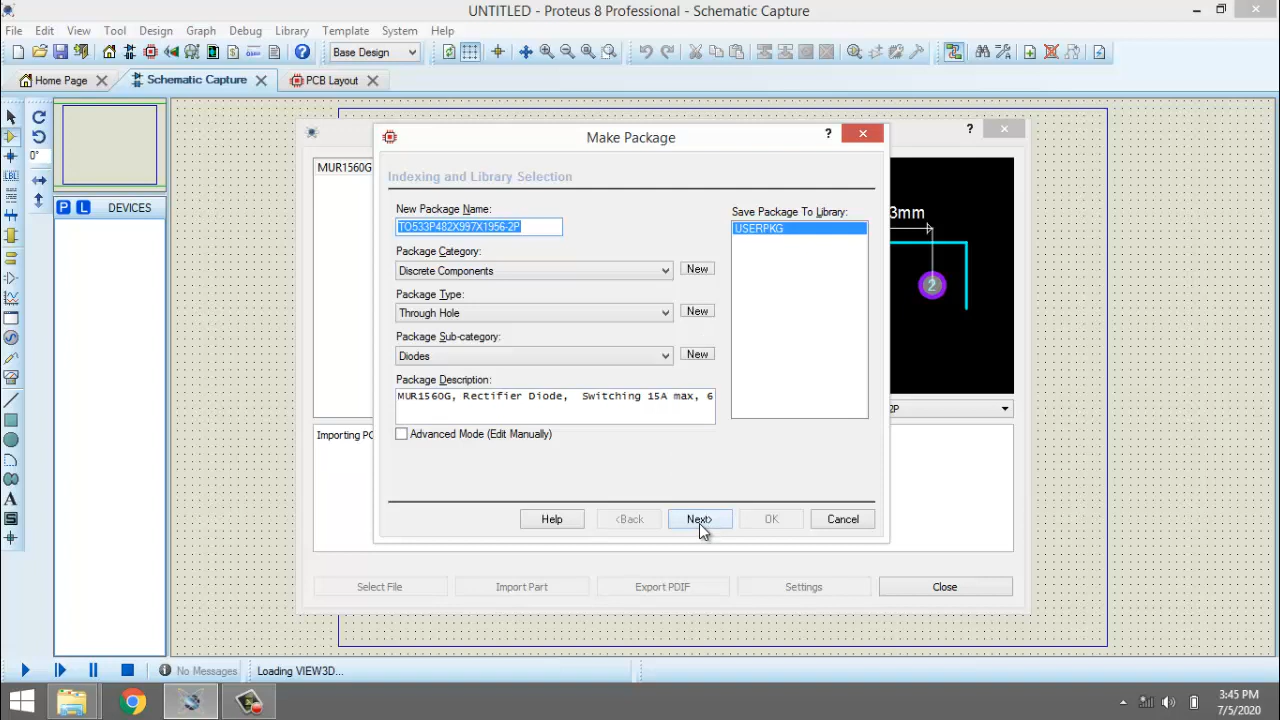 UNTITLED - Proteus 8 Professional - Schematic Capture
File Edit View Tool Design Graph Debug Library Template System Help
Base Design
Home Page Schematic Capture PCB Layout
Make Package
MUR1560G
Indexing and Library Selection
0°
LBL
P L DEVICES
New Package Name:
Save Package To Library:
3mm
TO533P482X997X1956-2P
USERPKG
Package Category:
Discrete Components
New
2
Package Type:
Through Hole
New
Package Sub-category:
Diodes
New
Package Description:
MUR1560G, Rectifier Diode, Switching 15A max, 6
2P
Advanced Mode (Edit Manually)
Importing PC
Help <Back Next> OK Cancel
Select File Import Part Export PDIF Settings Close
No Messages Loading VIEW3D...
3:45 PM
7/5/2020